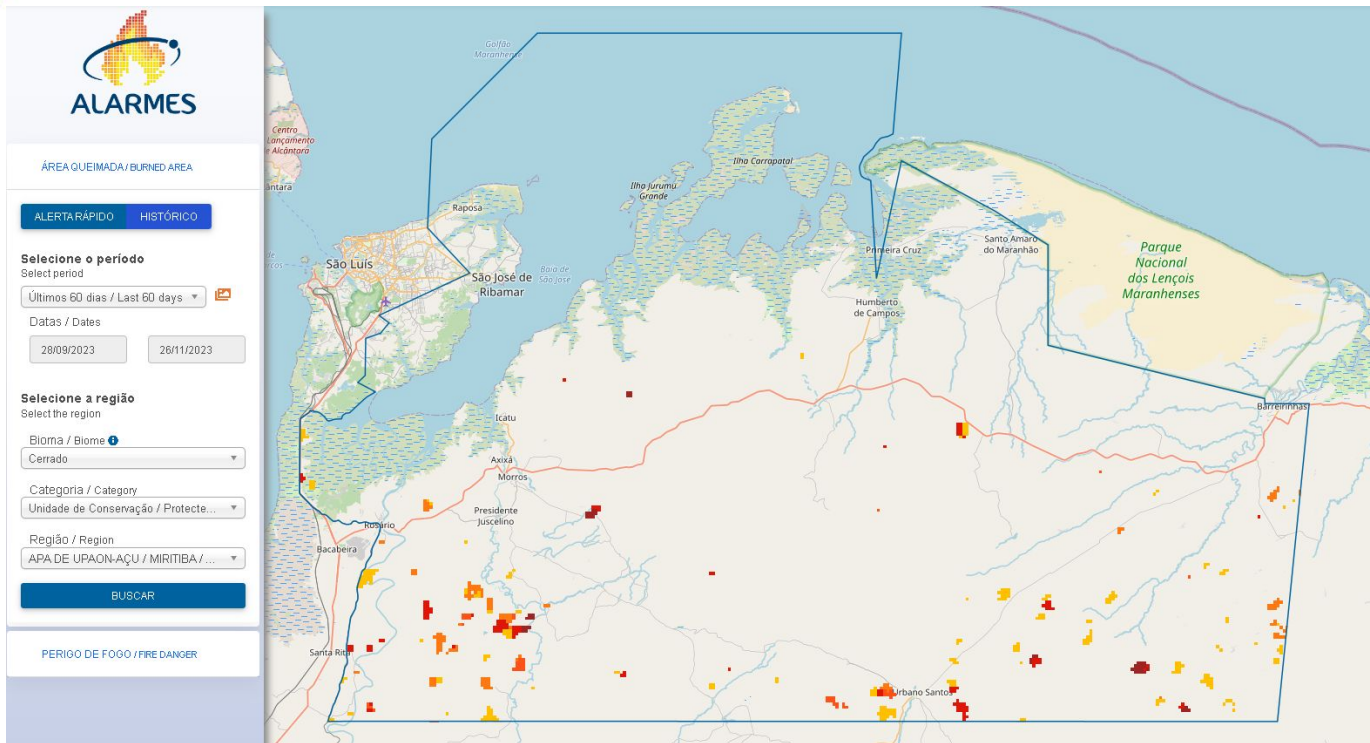 ALARMES
ÁREA QUEIMADA / BURNED AREA
ALERTA RÁPIDO
HISTÓRICO
Selecione o período
Select period
Últimos 60 dias / Last 60 days
Datas / Dates
28/09/2023
26/11/2023
Selecione a região
Select the region
Bioma / Biome
Cerrado
Categoria / Category
Unidade de Conservação / Protecte...
Região / Region
APA DE UPAON-AÇU / MIRITIBA / ...
BUSCAR
PERIGO DE FOGO / FIRE DANGER
Golfão
Maranhense
Centro
Lançamento
de Alcântara
ântara
Ilha Carrapatal
Ilha Jurumu
Grande
Raposa
São Luís
São José de
Ribamar
Baía de
São José
Primeira Cruz
Santo Amaro
do Maranhão
Parque
Nacional
dos Lençois
Maranhenses
Humberto
de Campos
Barreirinhas
Icatu
Axixá
Morros
Presidente
Juscelino
Rosário
Bacabeira
Santa Rita
Urbano Santos